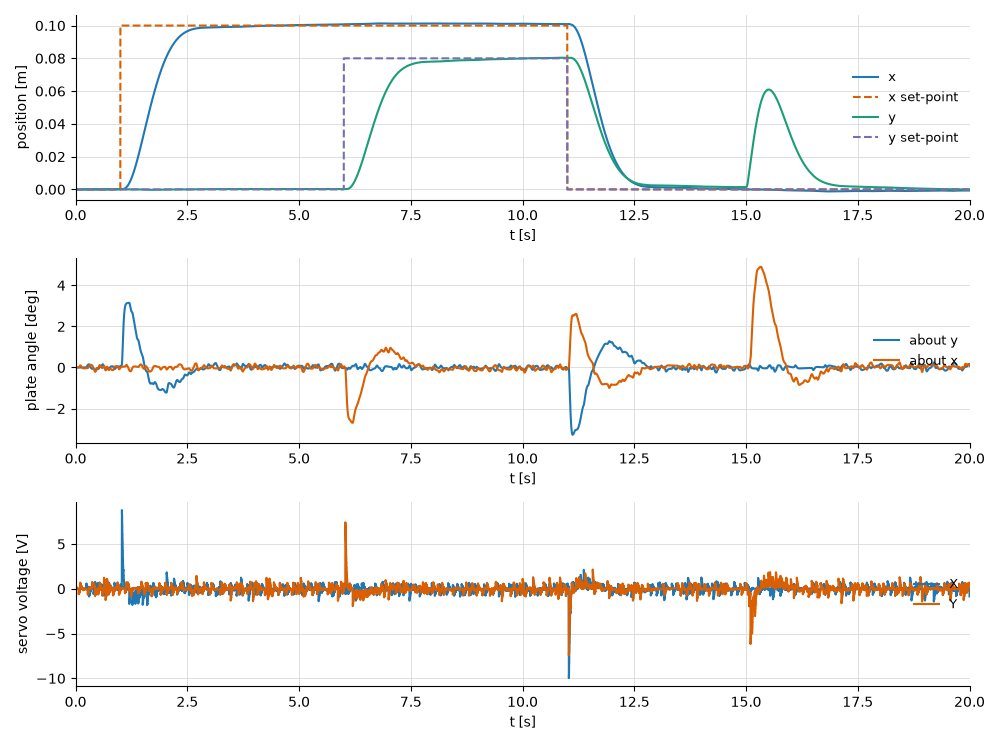 0.10
0.08
0.06
0.04
0.02
0.00
position [m]
x
x set-point
y
y set-point
0.0 2.5 5.0 7.5 10.0 12.5 15.0 17.5 20.0
t [s]
4
2
0
−2
plate angle [deg]
about y
about x
0.0 2.5 5.0 7.5 10.0 12.5 15.0 17.5 20.0
t [s]
5
0
−5
−10
servo voltage [V]
X
Y
0.0 2.5 5.0 7.5 10.0 12.5 15.0 17.5 20.0
t [s]